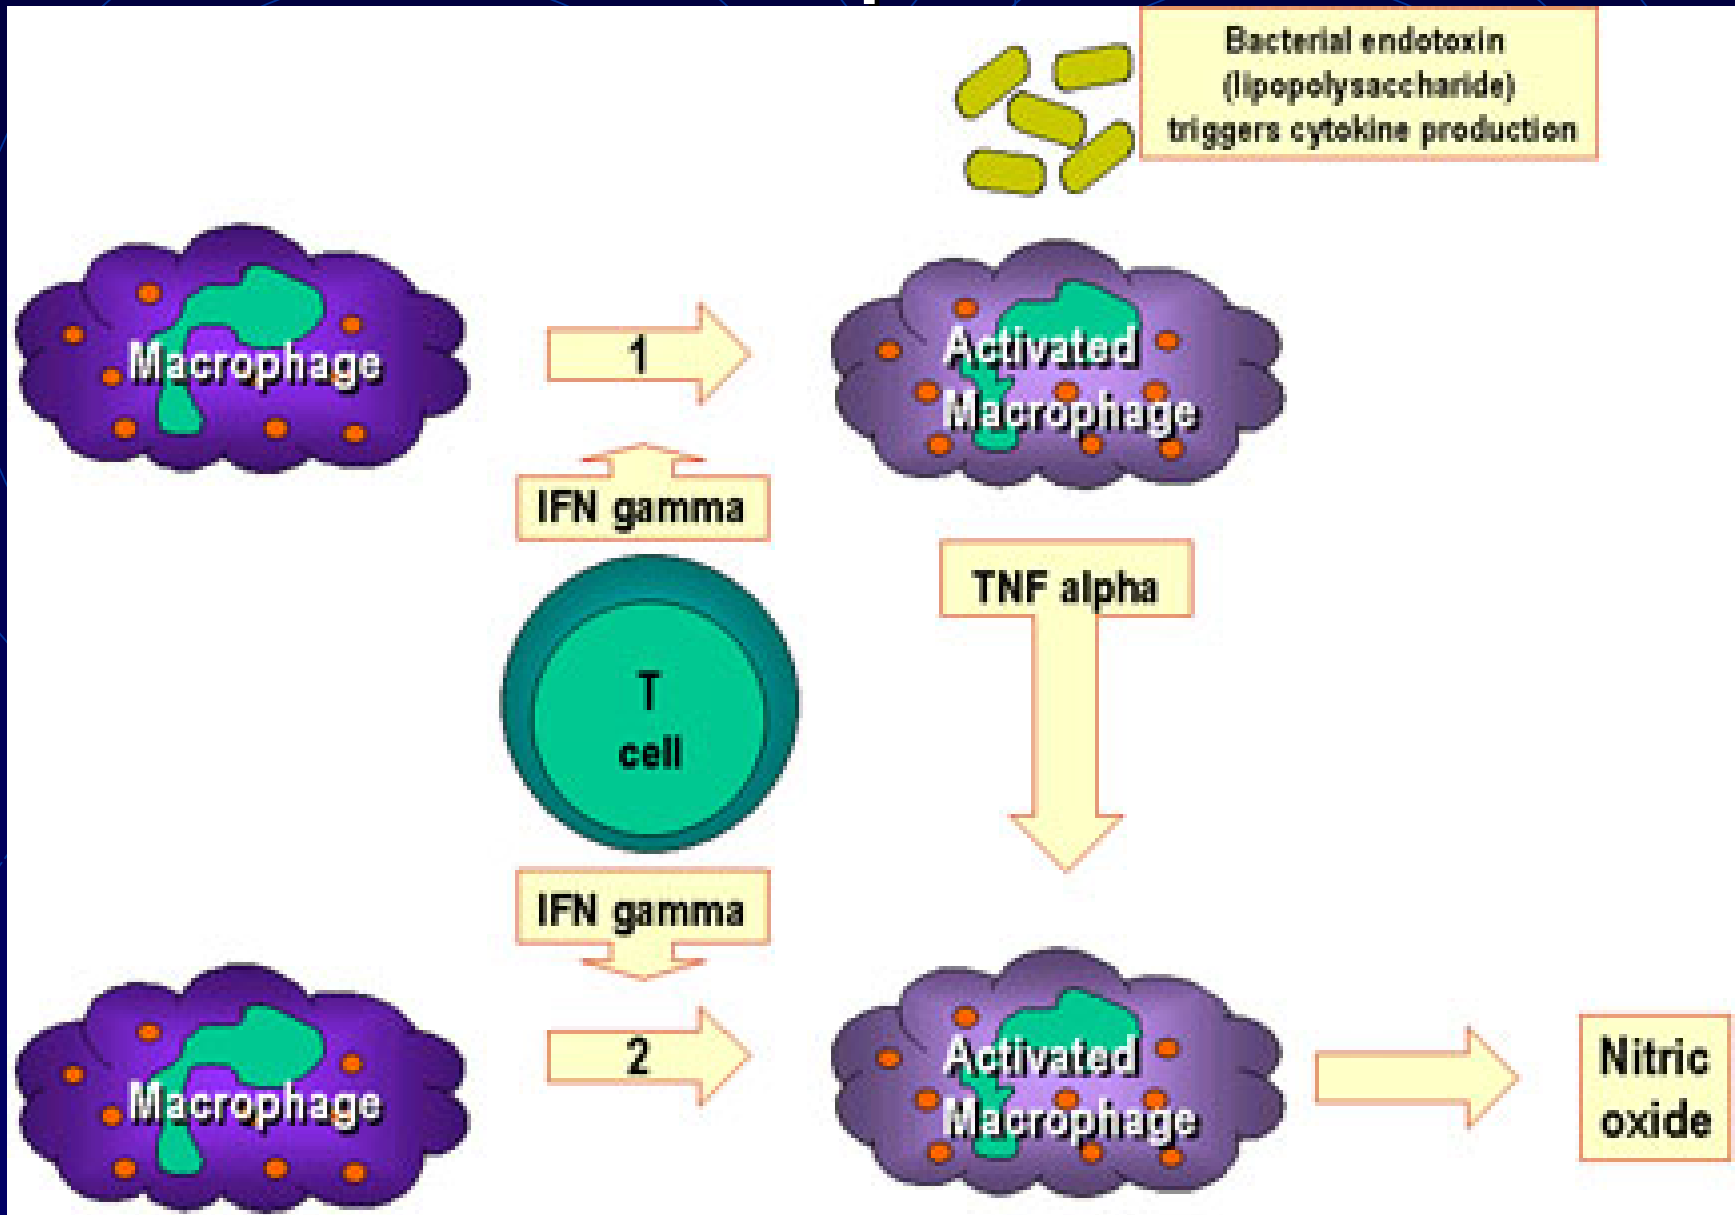 Bacterial endotoxin
(lipopolysaccharide)
triggers cytokine production
Macrophage
1
Activated
Macrophage
IFN gamma
TNF alpha
T
cell
IFN gamma
Macrophage
2
Activated
Macrophage
Nitric
oxide